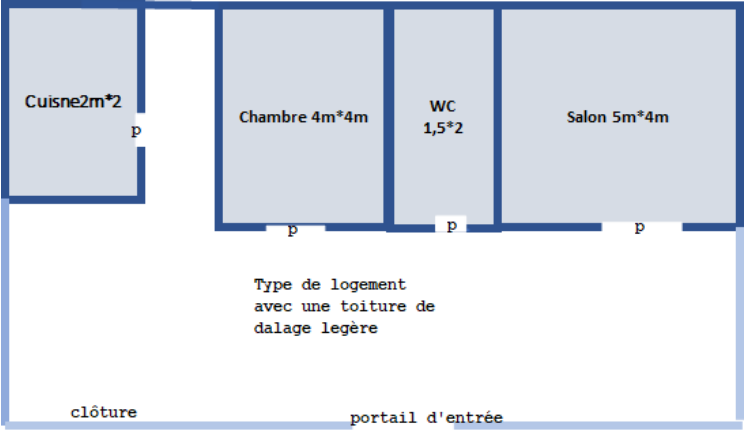 Cuisne2m*2
p
Chambre 4m*4m
WC
1,5*2
Salon 5m*4m
p
p
p
Type de logement
avec une toiture de
dalage legère
clôture
portail d'entrée